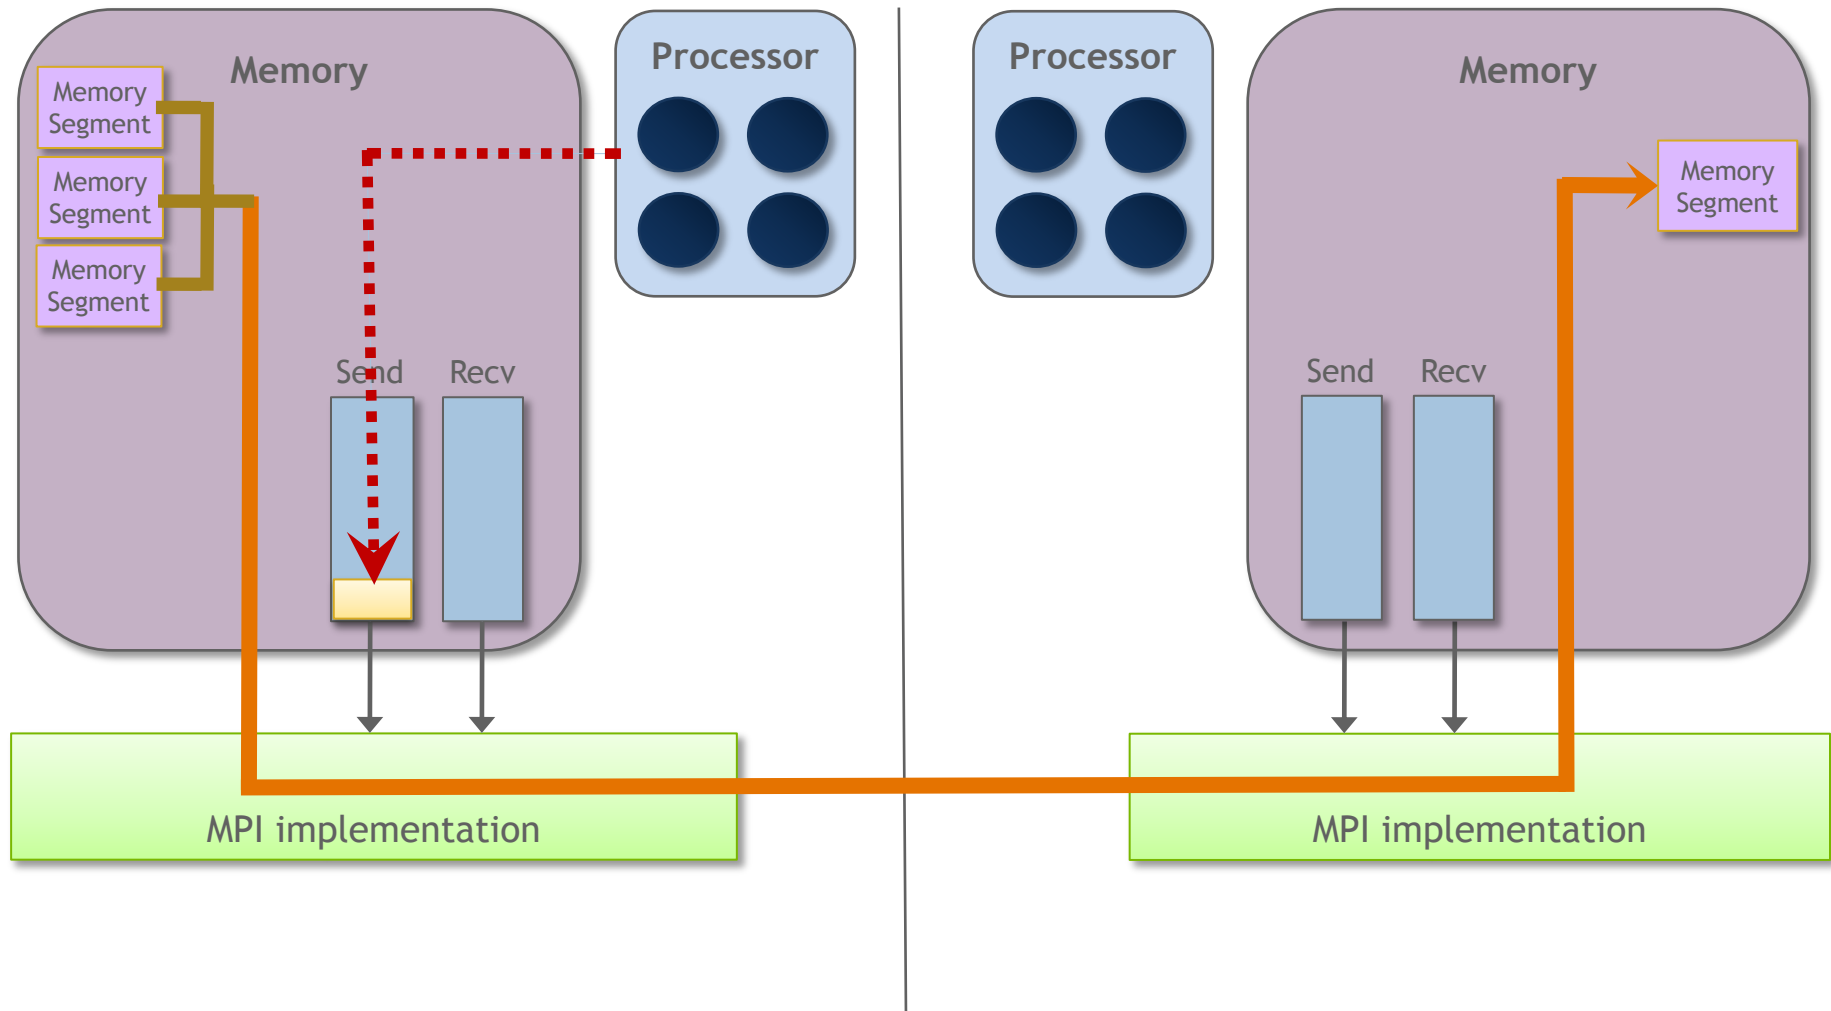 Memory
Processor
Memory
Segment
Memory
Segment
Memory
Segment
Send
Recv
MPI implementation
Processor
Memory
Memory
Segment
Send
Recv
MPI implementation